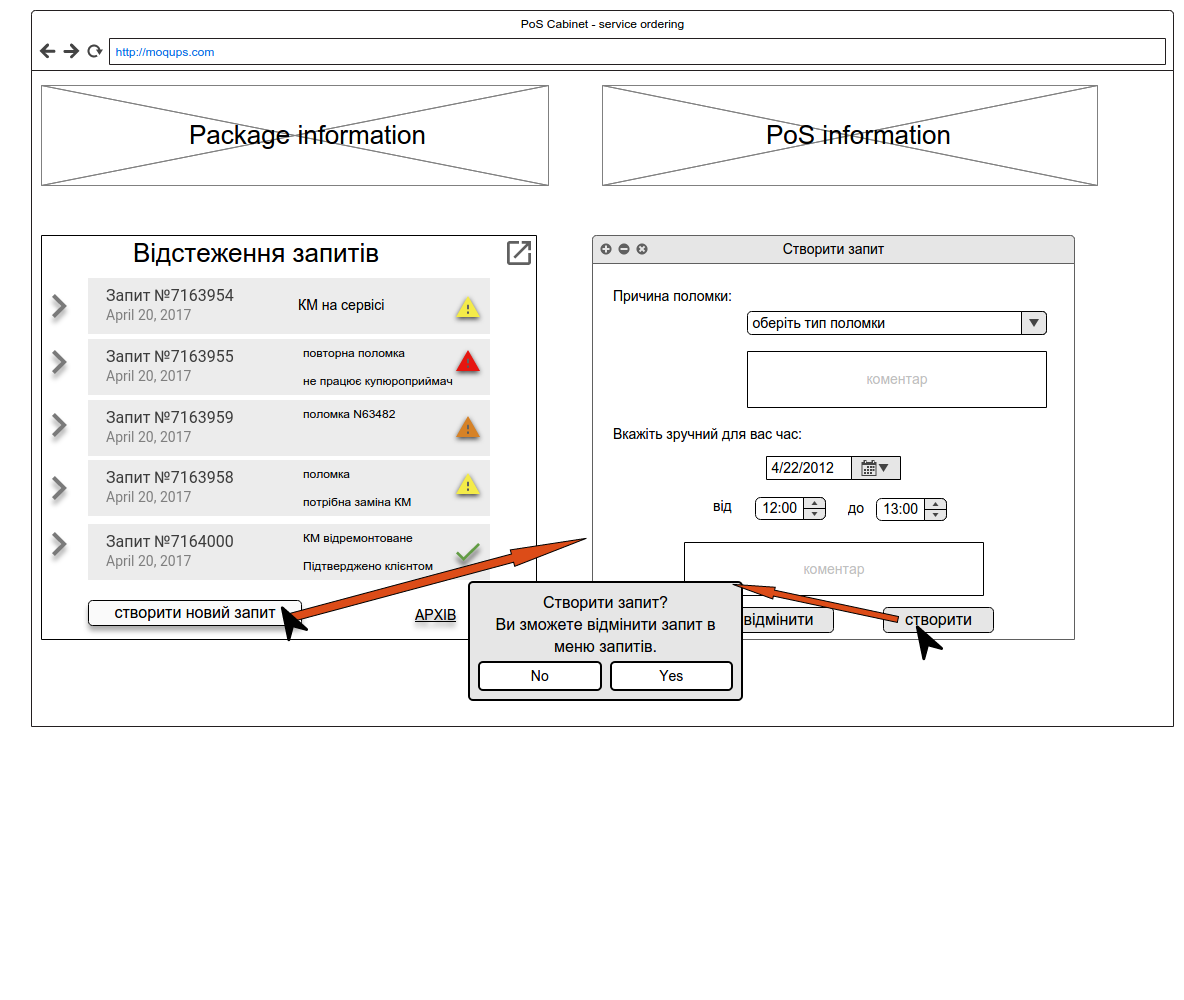 PoS Cabinet - service ordering
http://moqups.com
Package information
PoS information
Відстеження запитів
Запит №7163954
April 20, 2017
КМ на сервісі
Запит №7163955
April 20, 2017
повторна поломка
не працює купюроприймач
Запит №7163959
April 20, 2017
поломка N63482
Запит №7163958
April 20, 2017
поломка
потрібна заміна КМ
Запит №7164000
April 20, 2017
КМ відремонтоване
Підтверджено клієнтом
створити новий запит
АРХІВ
Створити запит
Причина поломки:
оберіть тип поломки
коментар
Вкажіть зручний для вас час:
4/22/2012
від 12:00 до 13:00
коментар
відмінити
створити
Створити запит?
Ви зможете відмінити запит в
меню запитів.
No
Yes